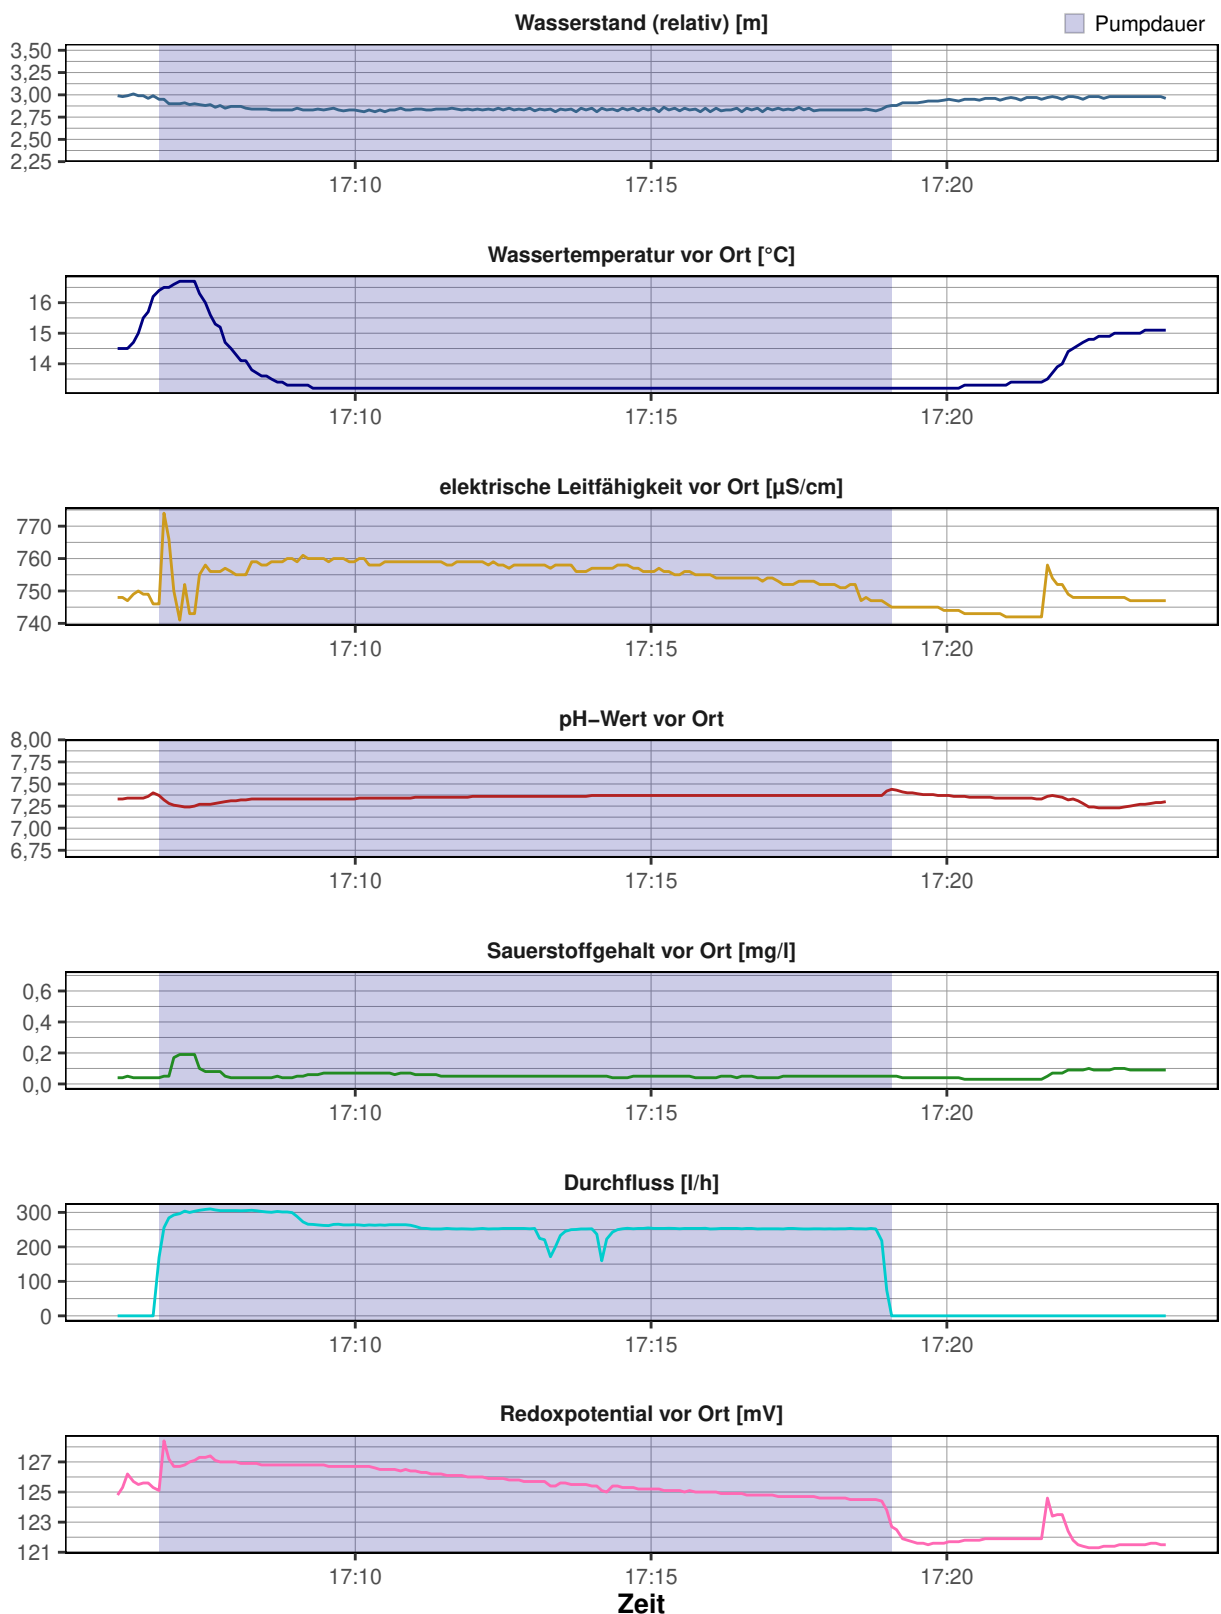 Wasserstand (relativ) [m]
Pumpdauer
3,50
3,25
3,00
2,75
2,50
2,25
17:10 17:15 17:20
Wassertemperatur vor Ort [°C]
16
15
14
17:10 17:15 17:20
elektrische Leitfähigkeit vor Ort [µS/cm]
770
760
750
740
17:10 17:15 17:20
pH−Wert vor Ort
8,00
7,75
7,50
7,25
7,00
6,75
17:10 17:15 17:20
Sauerstoffgehalt vor Ort [mg/l]
0,6
0,4
0,2
0,0
17:10 17:15 17:20
Durchfluss [l/h]
300
200
100
0
17:10 17:15 17:20
Redoxpotential vor Ort [mV]
127
125
123
121
17:10 17:15 17:20
Zeit